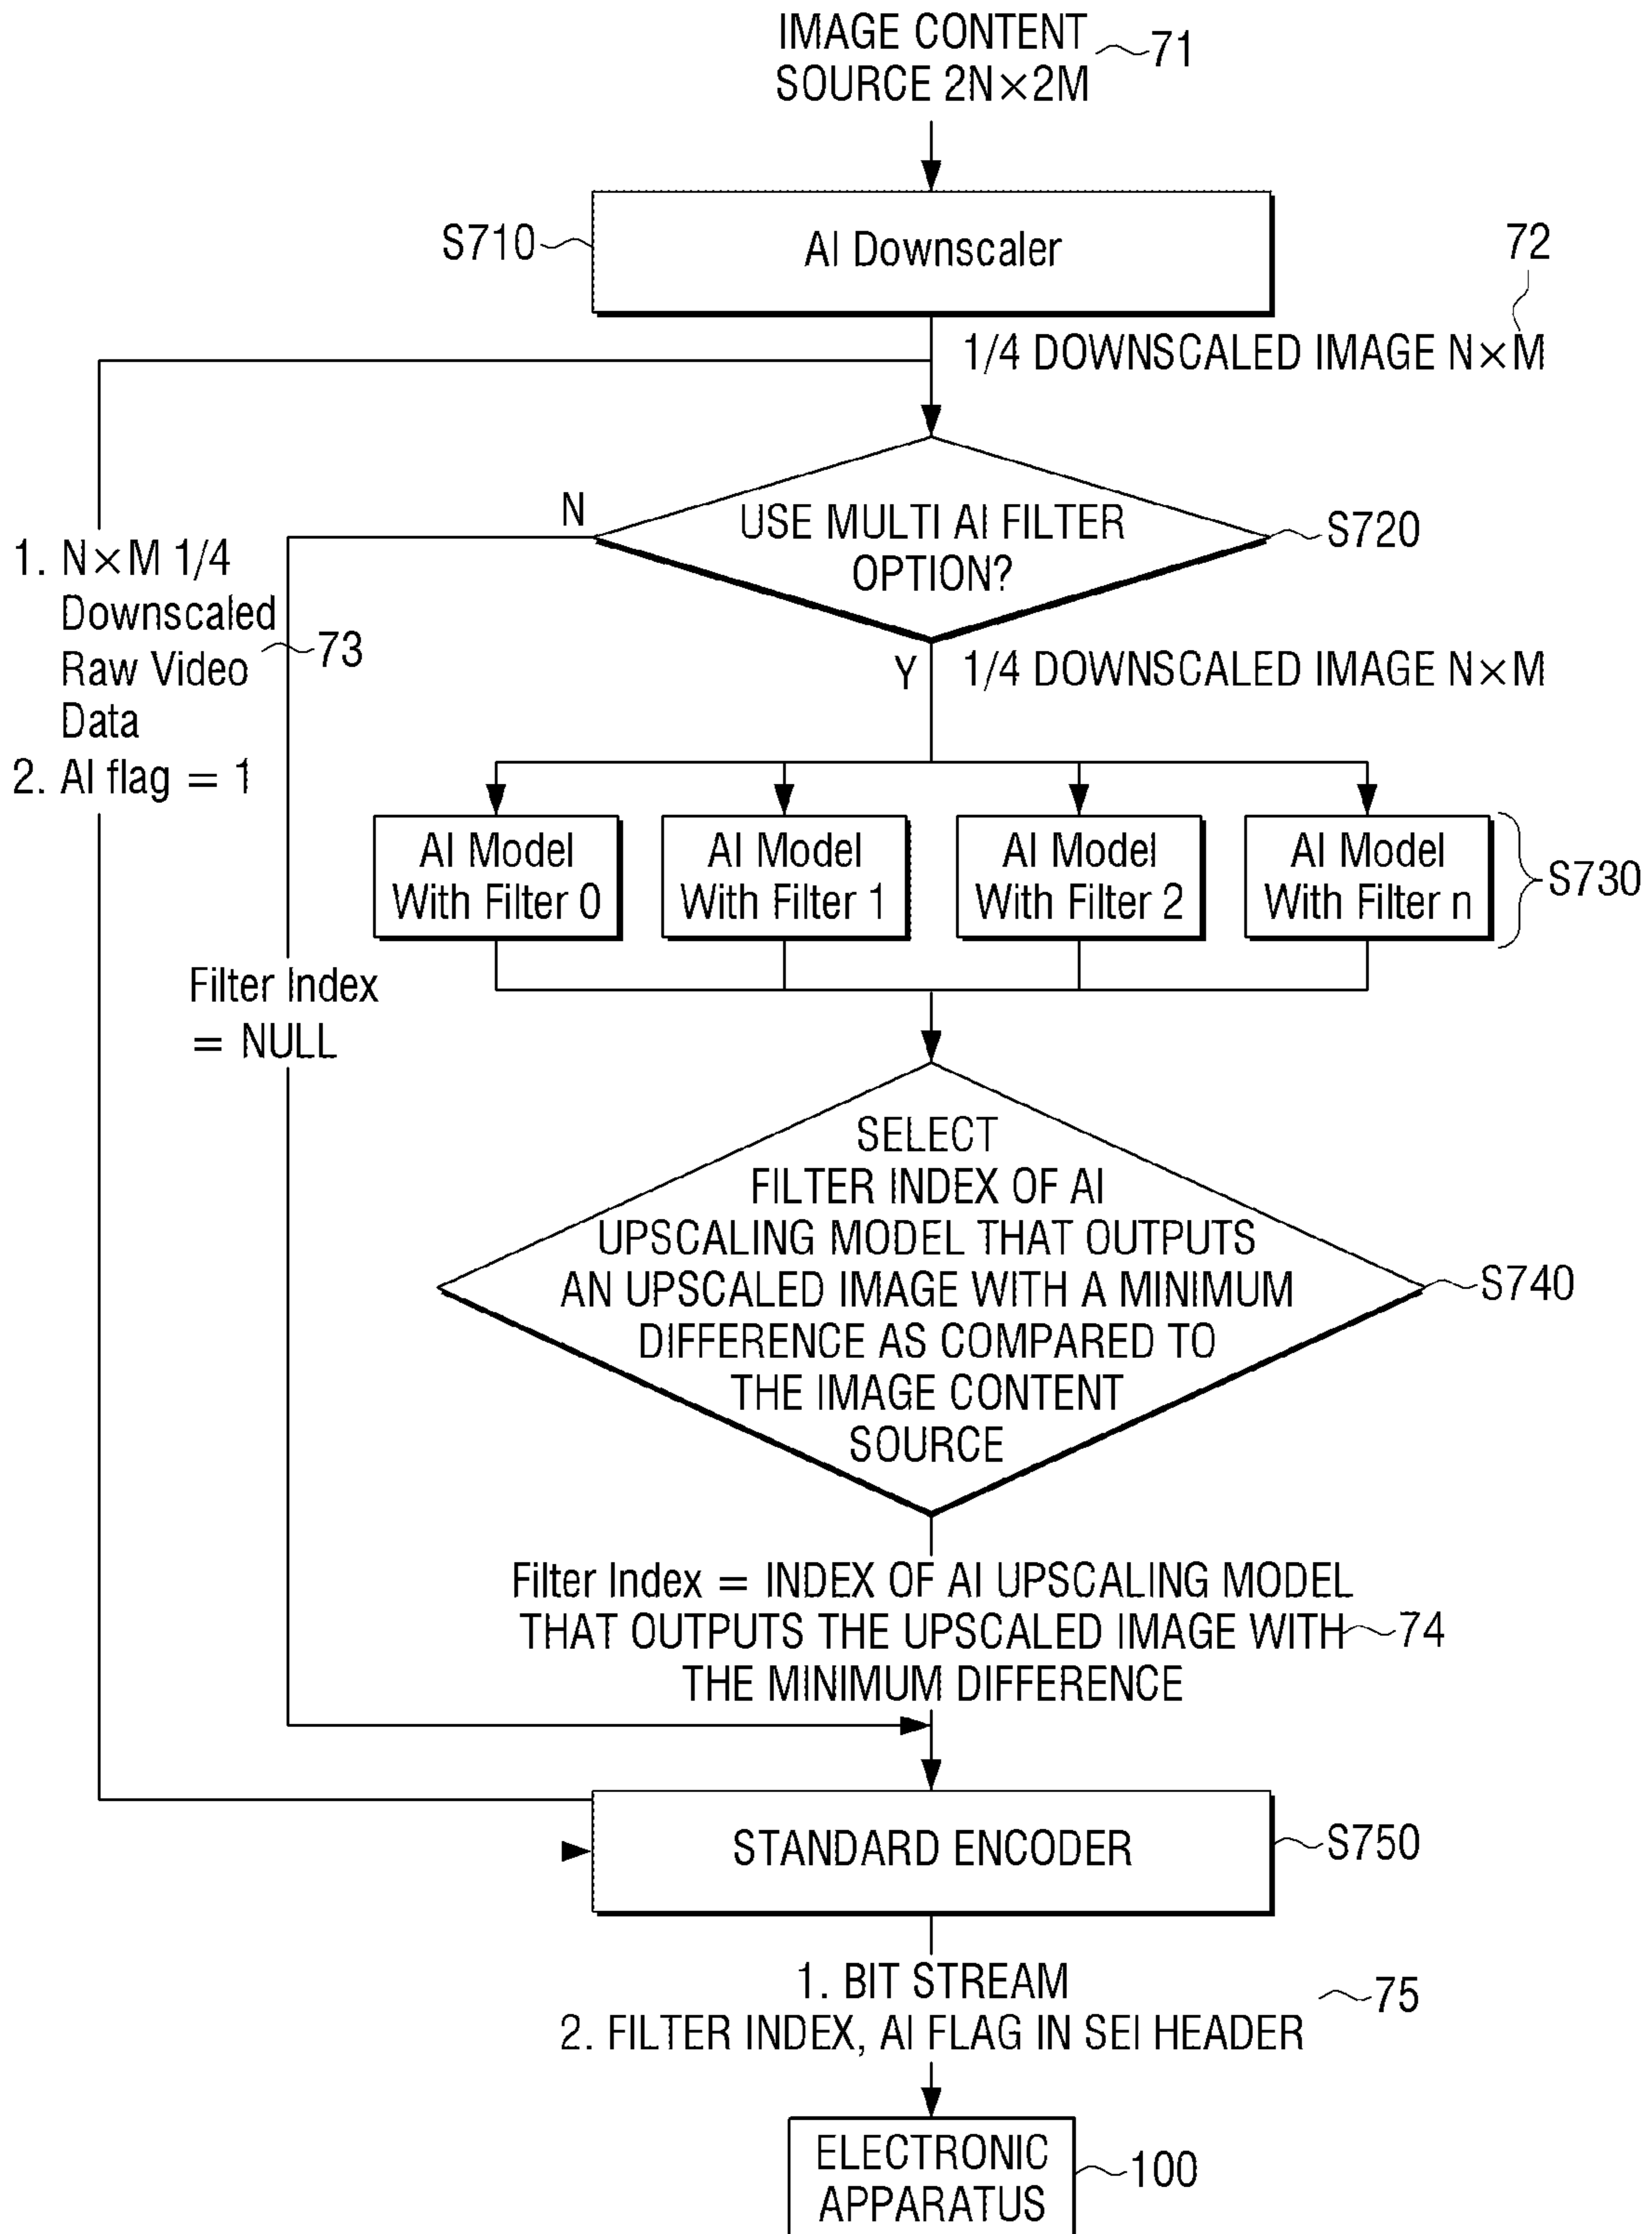 IMAGE CONTENT
SOURCE 2N×2M
71
S710
AI Downscaler
72
1/4 DOWNSCALED IMAGE N×M
N
USE MULTI AI FILTER
OPTION?
S720
1. N×M 1/4
Downscaled
Raw Video
Data
2. AI flag = 1
73
Y
1/4 DOWNSCALED IMAGE N×M
AI Model
With Filter 0
AI Model
With Filter 1
AI Model
With Filter 2
AI Model
With Filter n
S730
Filter Index
= NULL
SELECT
FILTER INDEX OF AI
UPSCALING MODEL THAT OUTPUTS
AN UPSCALED IMAGE WITH A MINIMUM
DIFFERENCE AS COMPARED TO
THE IMAGE CONTENT
SOURCE
S740
Filter Index = INDEX OF AI UPSCALING MODEL
THAT OUTPUTS THE UPSCALED IMAGE WITH
THE MINIMUM DIFFERENCE
74
STANDARD ENCODER
S750
1. BIT STREAM
2. FILTER INDEX, AI FLAG IN SEI HEADER
75
ELECTRONIC
APPARATUS
100